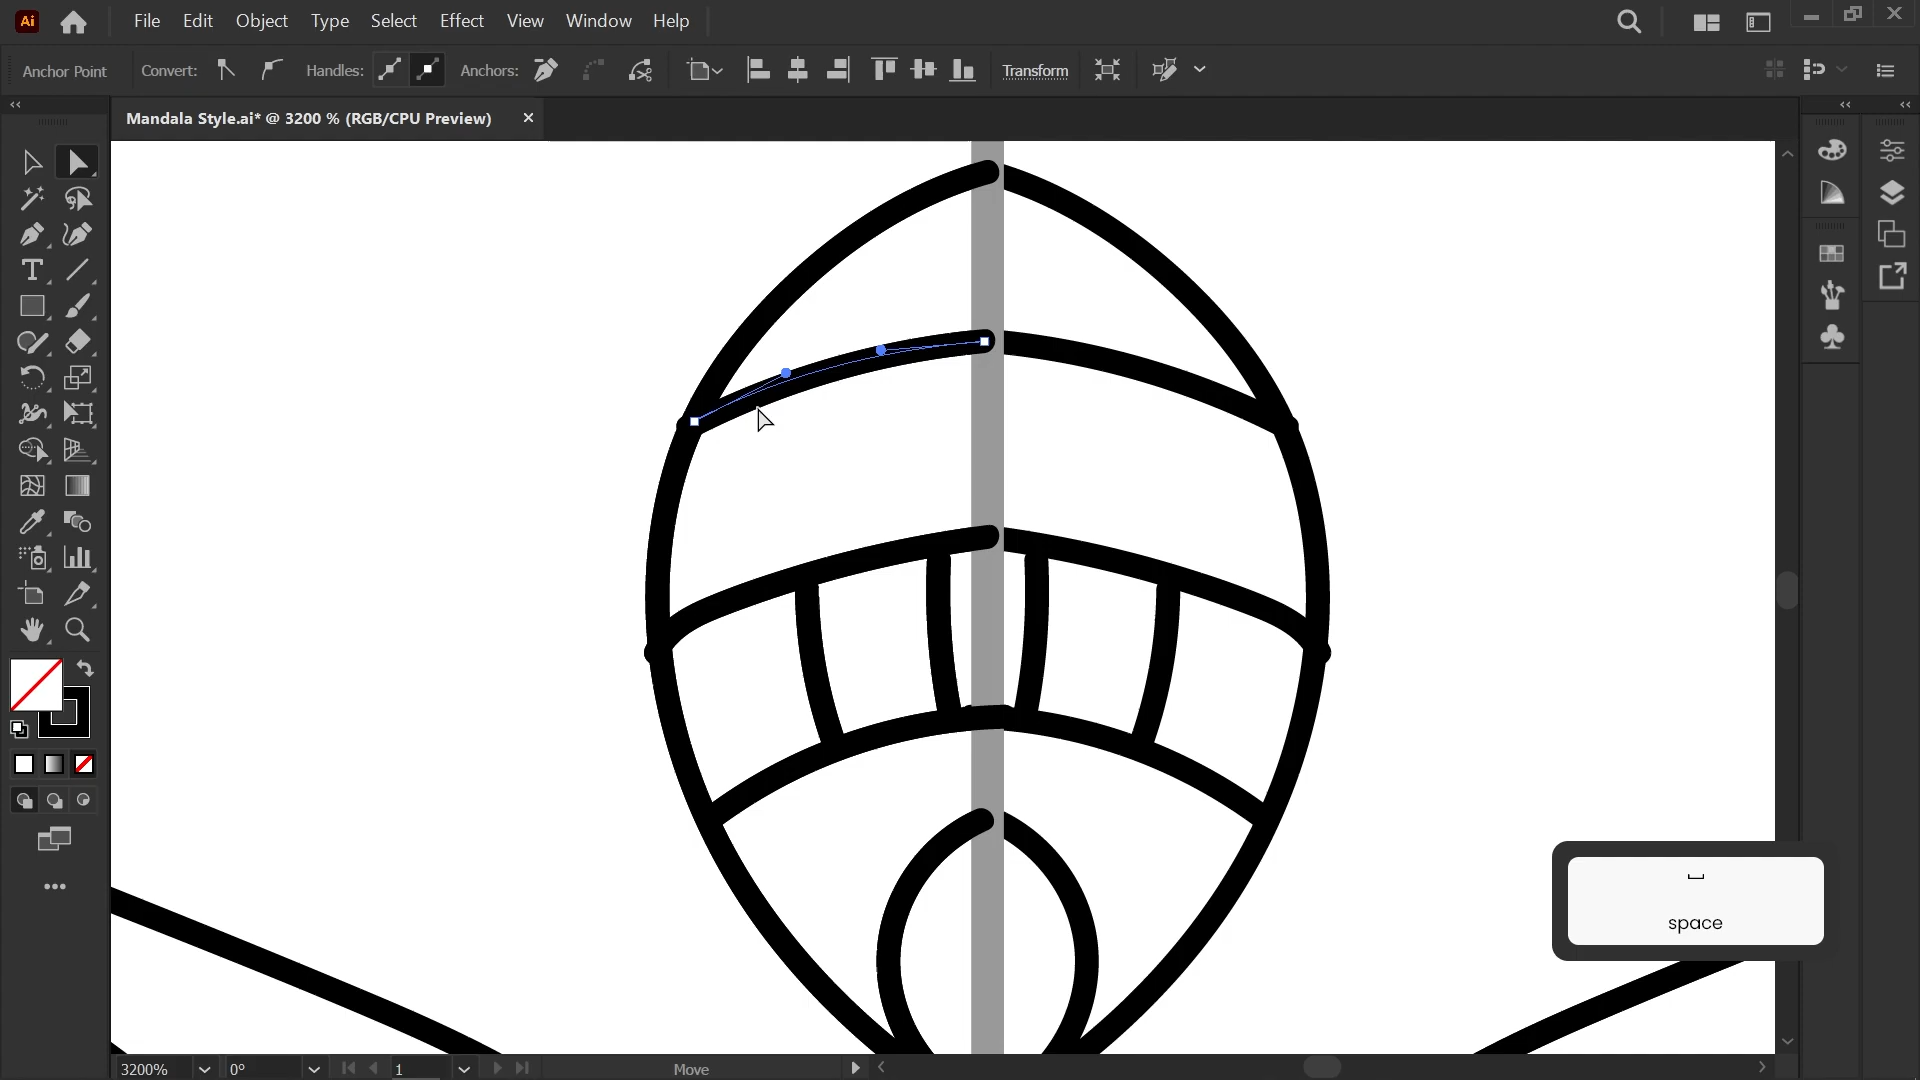 Ai File Edit Object Type Select Effect View Window Help
Anchor Point Convert: Handles: Anchors: Transform
Mandala Style.ai* @ 3200 % (RGB/CPU Preview)
space
3200% 0° 1 Move